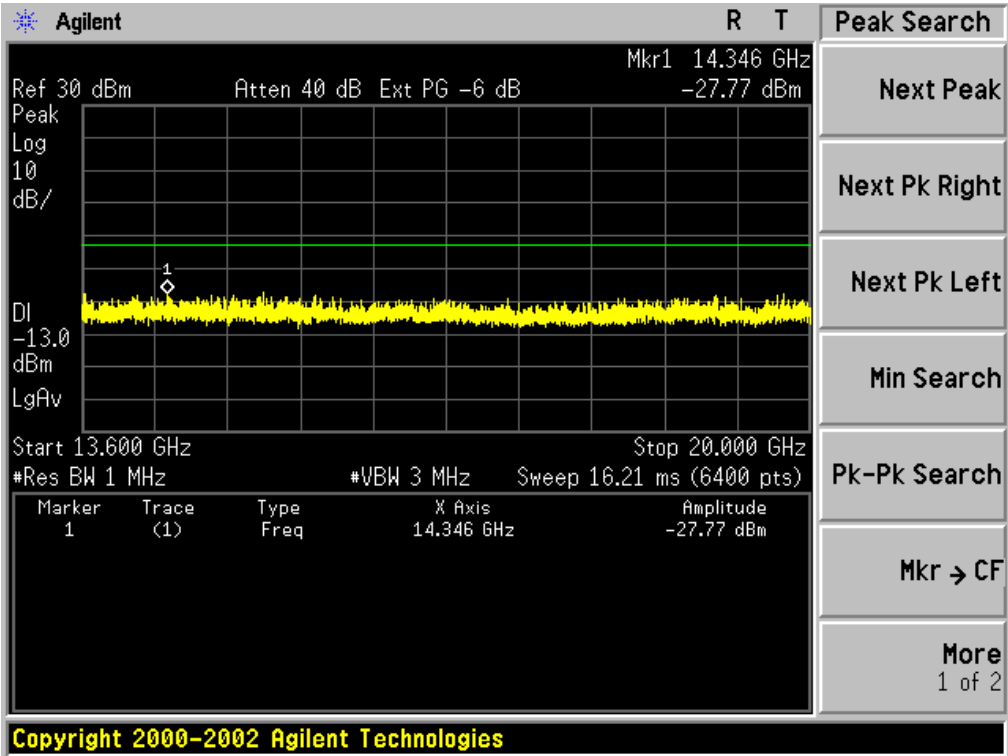 Agilent R T Peak Search
Mkr1 14.346 GHz
Ref 30 dBm Atten 40 dB Ext PG -6 dB -27.77 dBm
Peak
Log
10
dB/
1
DI
-13.0
dBm
LgAv
Start 13.600 GHz Stop 20.000 GHz
#Res BW 1 MHz #VBW 3 MHz Sweep 16.21 ms (6400 pts)
Marker Trace Type X Axis Amplitude
1 (1) Freq 14.346 GHz -27.77 dBm
Next Peak
Next Pk Right
Next Pk Left
Min Search
Pk-Pk Search
Mkr → CF
More
1 of 2
Copyright 2000-2002 Agilent Technologies